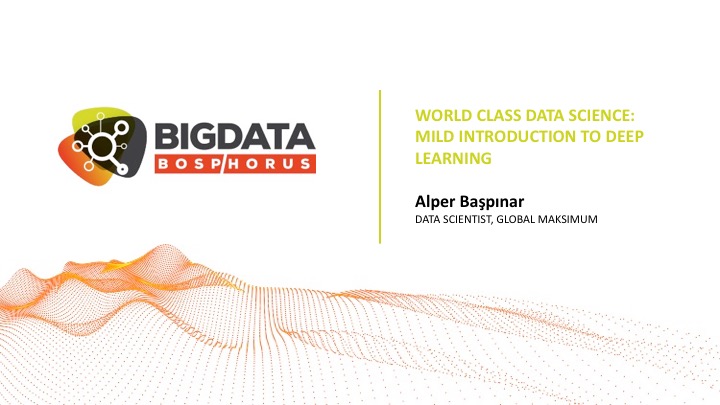 BIGDATA
BOSPHORUS
WORLD CLASS DATA SCIENCE:
MILD INTRODUCTION TO DEEP
LEARNING
Alper Başpınar
DATA SCIENTIST, GLOBAL MAKSIMUM